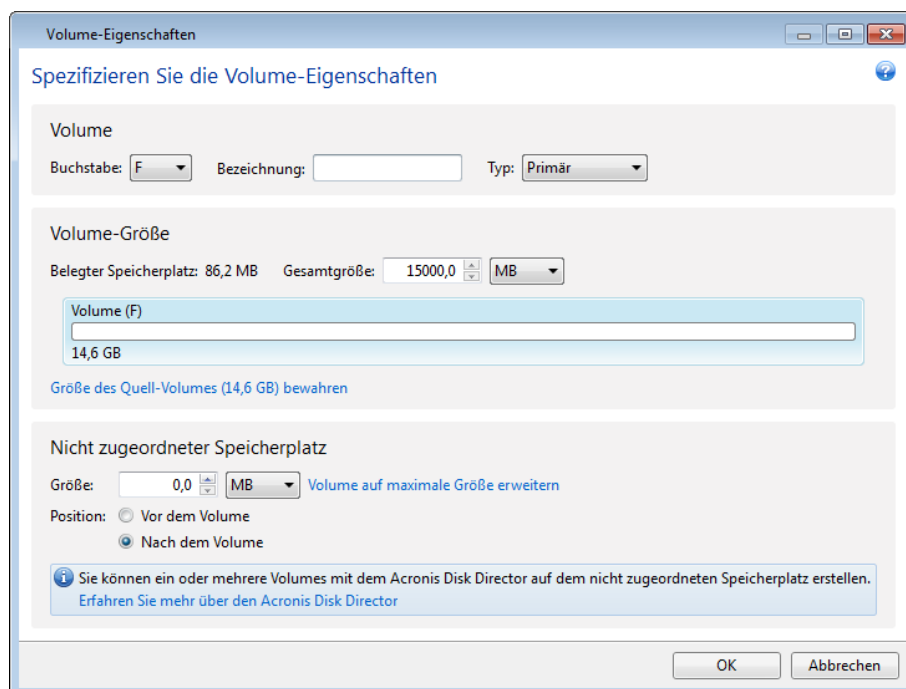 Volume-Eigenschaften
Spezifizieren Sie die Volume-Eigenschaften
Volume
Buchstabe: F Bezeichnung: Typ: Primär
Volume-Größe
Belegter Speicherplatz: 86,2 MB Gesamtgröße: 15000,0 MB
Volume (F)
14,6 GB
Größe des Quell-Volumes (14,6 GB) bewahren
Nicht zugeordneter Speicherplatz
Größe: 0,0 MB Volume auf maximale Größe erweitern
Position: Vor dem Volume
Nach dem Volume
Sie können ein oder mehrere Volumes mit dem Acronis Disk Director auf dem nicht zugeordneten Speicherplatz erstellen.
Erfahren Sie mehr über den Acronis Disk Director
OK Abbrechen